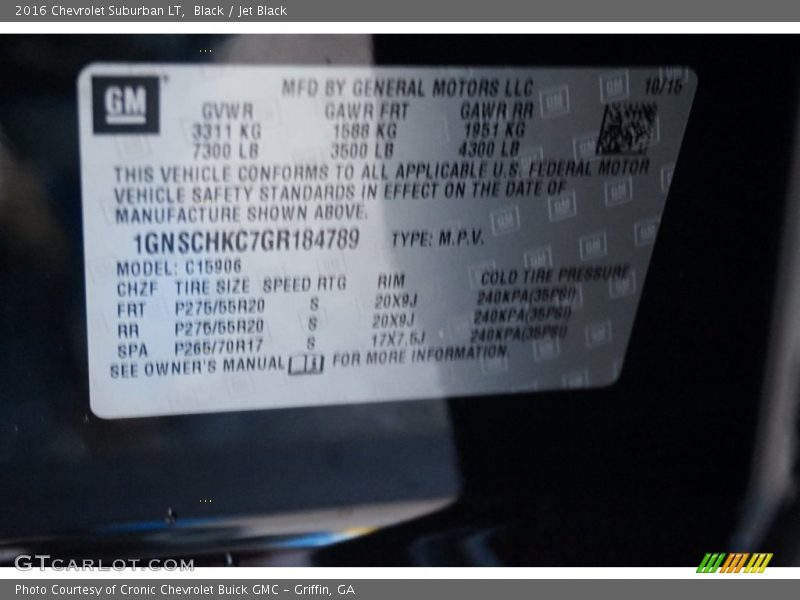 2016 Chevrolet Suburban LT,  Black / Jet Black
GM
MFD BY GENERAL MOTORS LLC 10/15
GVWR GAWR FRT GAWR RR
3311 KG 1588 KG 1951 KG
7300 LB 3500 LB 4300 LB
THIS VEHICLE CONFORMS TO ALL APPLICABLE U.S. FEDERAL MOTOR
VEHICLE SAFETY STANDARDS IN EFFECT ON THE DATE OF
MANUFACTURE SHOWN ABOVE.
1GNSCHKC7GR184789 TYPE: M.P.V.
MODEL: C15906
CHZF TIRE SIZE SPEED RTG RIM COLD TIRE PRESSURE
FRT P275/55R20 S 20X9J 240KPA(35PSI)
RR P275/55R20 S 20X9J 240KPA(35PSI)
SPA P265/70R17 S 17X7.5J 240KPA(35PSI)
SEE OWNER'S MANUAL FOR MORE INFORMATION.
GTCARLOT.COM
Photo Courtesy of Cronic Chevrolet Buick GMC – Griffin, GA